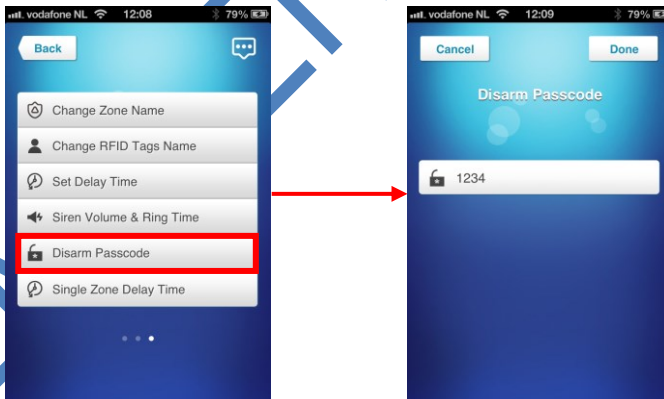 vodafone NL 12:08 79%
Back
Change Zone Name
Change RFID Tags Name
Set Delay Time
Siren Volume & Ring Time
Disarm Passcode
Single Zone Delay Time
vodafone NL 12:09 79%
Cancel Done
Disarm Passcode
1234